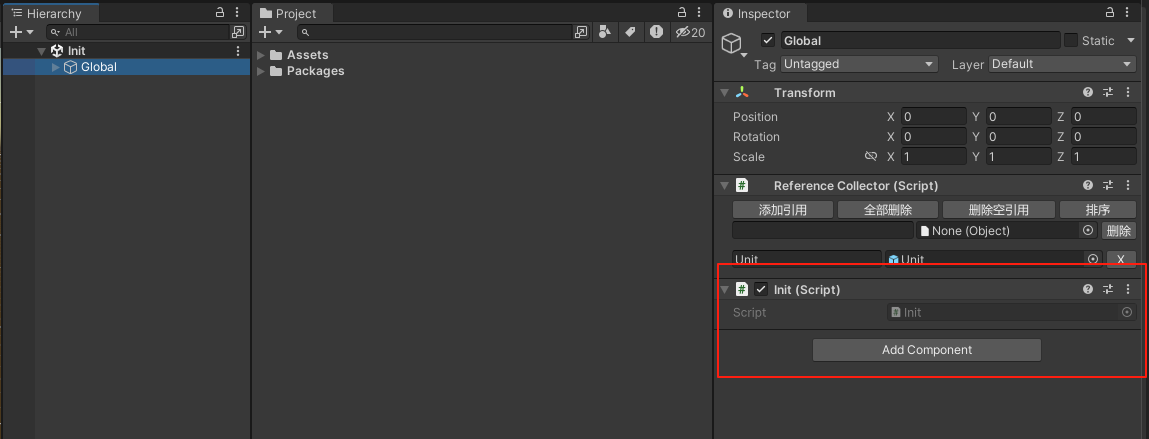 Hierarchy
All
Init
Global
Project
20
Assets
Packages
Inspector
Global
Static
Tag Untagged Layer Default
Transform
Position X 0 Y 0 Z 0
Rotation X 0 Y 0 Z 0
Scale X 1 Y 1 Z 1
Reference Collector (Script)
添加引用 全部删除 删除空引用 排序
None (Object) 删除
Unit Unit X
Init (Script)
Script Init
Add Component